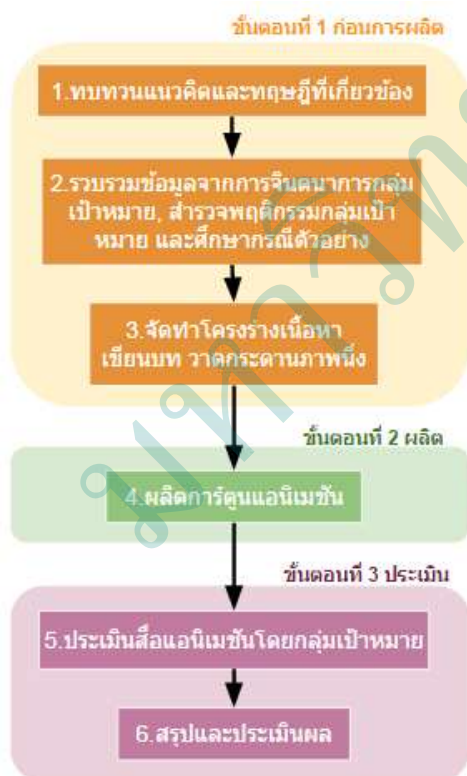 ขั้นตอนที่ 1 ก่อนการผลิต
1.ทบทวนแนวคิดและทฤษฎีที่เกี่ยวข้อง
2.รวบรวมข้อมูลจากการจินตนาการกลุ่ม
เป้าหมาย, สำรวจพฤติกรรมกลุ่มเป้า
หมาย และศึกษากรณีตัวอย่าง
3.จัดทำโครงร่างเนื้อหา
เขียนบท วาดกระดานภาพนิ่ง
ขั้นตอนที่ 2 ผลิต
4.ผลิตการ์ตูนแอนิเมชัน
ขั้นตอนที่ 3 ประเมิน
5.ประเมินสื่อแอนิเมชันโดยกลุ่มเป้าหมาย
6.สรุปและประเมินผล